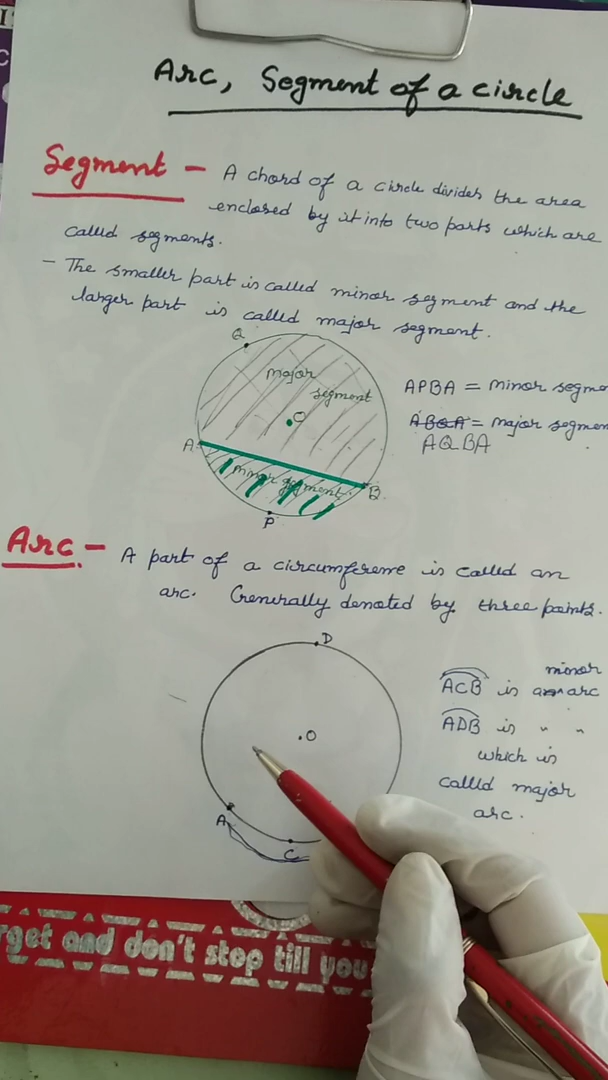 Arc, Segment of a circle
Segment - A chord of a circle divides the area
enclosed by it into two parts which are
called segments.
- The smaller part is called minor segment and the
larger part is called major segment.
Q
major
segment
O
A
minor segment
B
P
APBA = minor segme
ABQA = major segmen
AQBA
Arc - A part of a circumference is called an
arc. Generally denoted by three points.
D
O
A
C
minor
ACB is an arc
ADB is " "
which is
called major
arc.
rget and don't stop till you